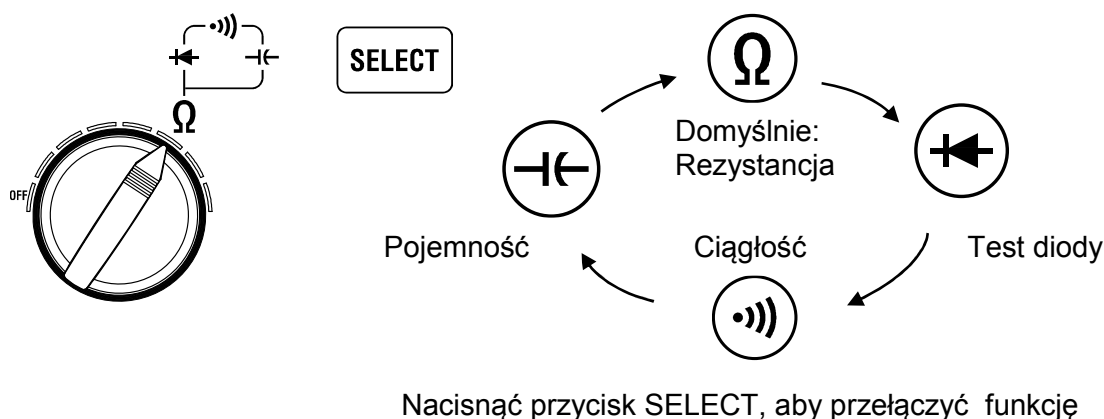 SELECT
Ω
OFF
Ω
Domyślnie:
Rezystancja
Pojemność
Ciągłość
Test diody
Nacisnąć przycisk SELECT, aby przełączyć funkcję